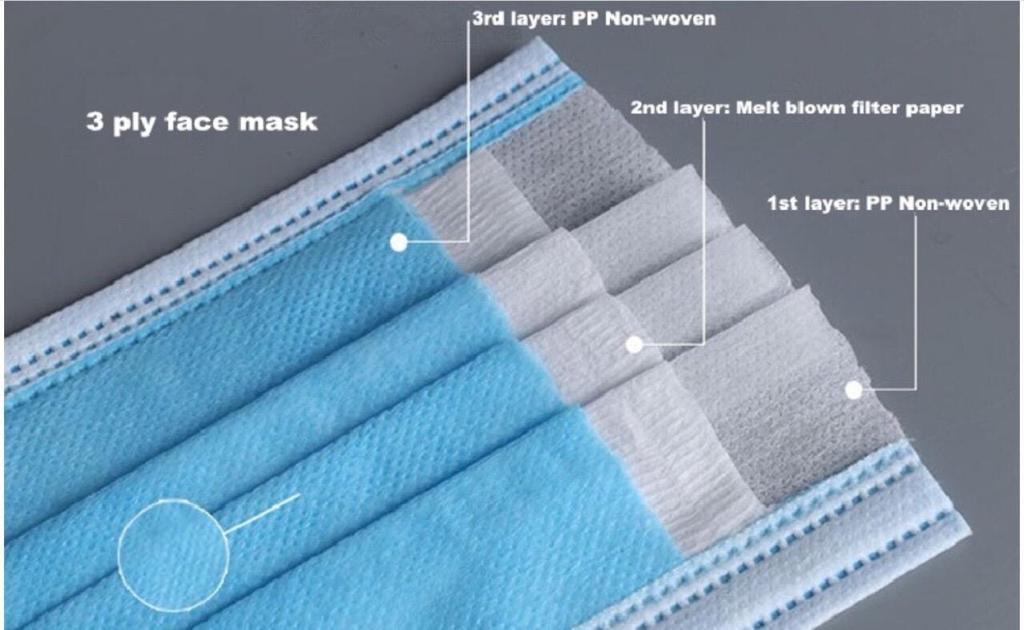 3rd layer: PP Non-woven
2nd layer: Melt blown filter paper
3 ply face mask
1st layer: PP Non-woven